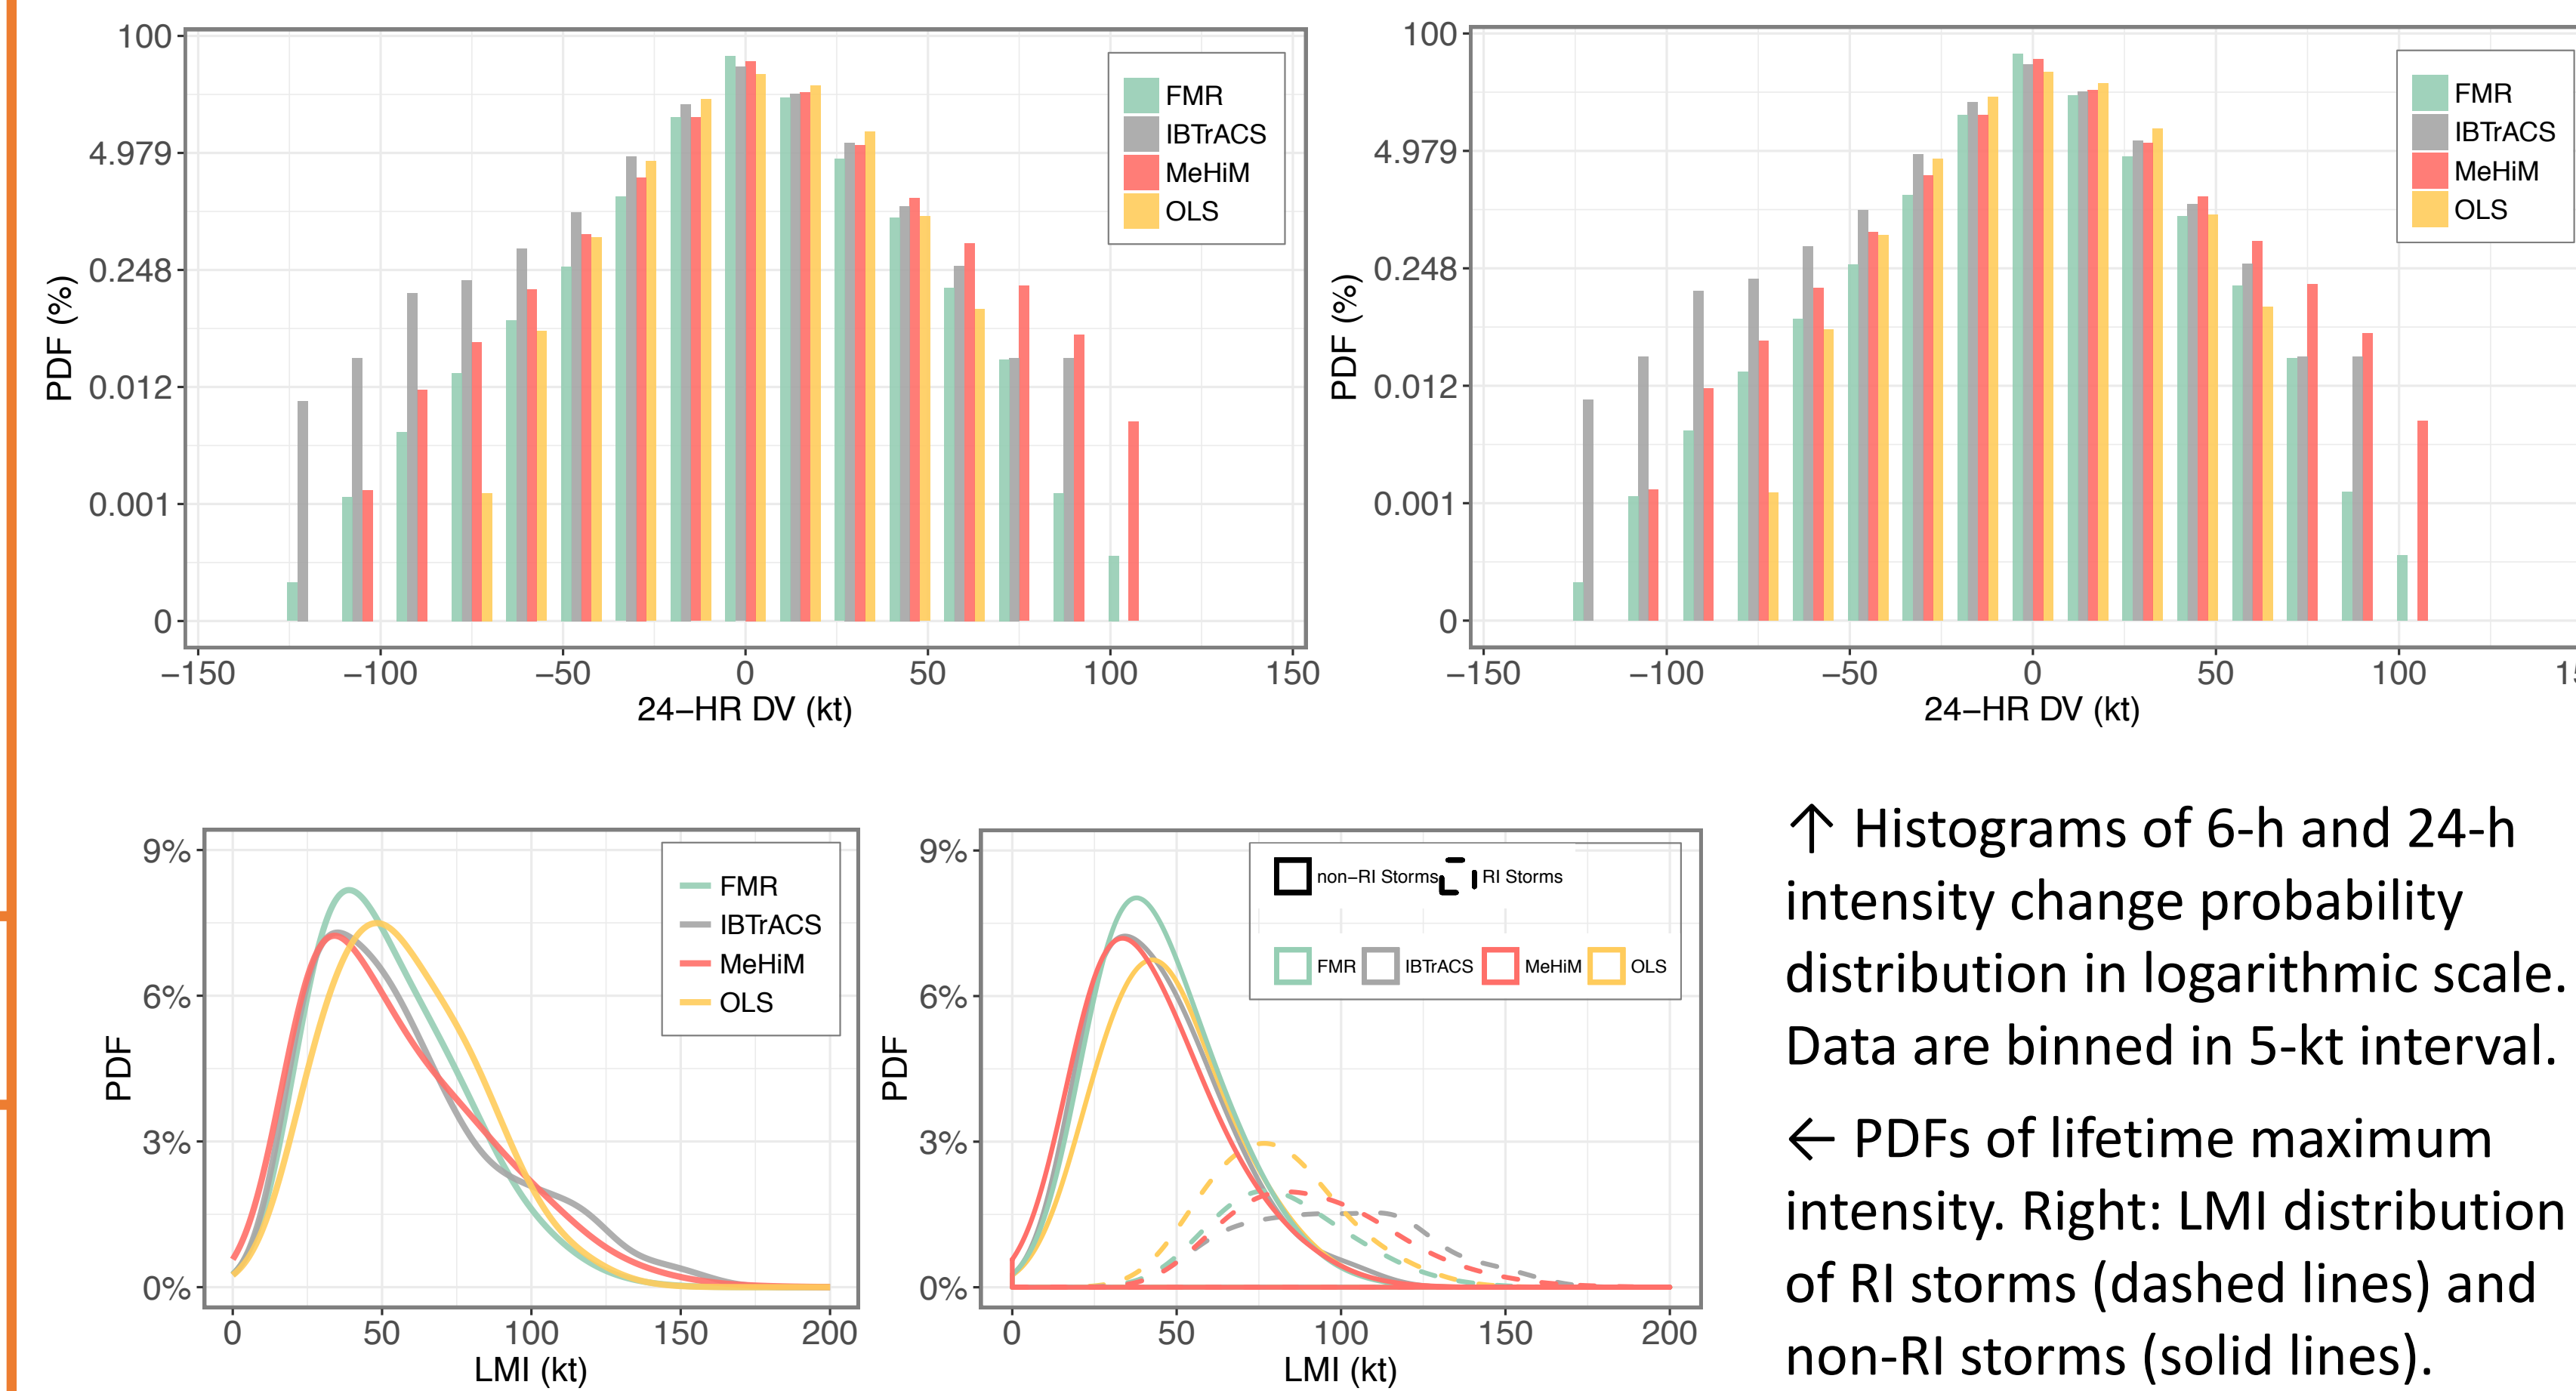 100
4.979
0.248
0.012
0.001
0
PDF (%)
FMR
IBTrACS
MeHiM
OLS
−150
−100
−50
0
50
100
150
24−HR DV (kt)
100
4.979
0.248
0.012
0.001
0
PDF (%)
FMR
IBTrACS
MeHiM
OLS
−150
−100
−50
0
50
100
24−HR DV (kt)
9%
6%
3%
0%
PDF
FMR
IBTrACS
MeHiM
OLS
0
50
100
150
200
LMI (kt)
9%
6%
3%
0%
PDF
non−RI Storms
RI Storms
FMR
IBTrACS
MeHiM
OLS
0
50
100
150
200
LMI (kt)
↑ Histograms of 6-h and 24-h
intensity change probability
distribution in logarithmic scale.
Data are binned in 5-kt interval.
← PDFs of lifetime maximum
intensity. Right: LMI distribution
of RI storms (dashed lines) and
non-RI storms (solid lines).